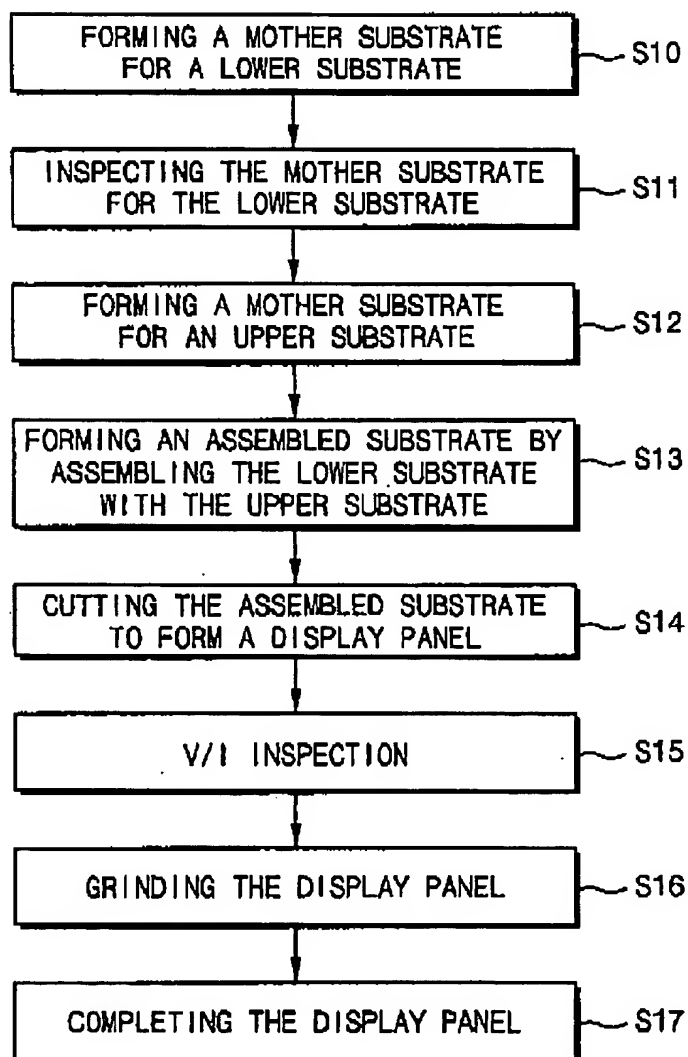 FORMING A MOTHER SUBSTRATE
FOR A LOWER SUBSTRATE
S10
INSPECTING THE MOTHER SUBSTRATE
FOR THE LOWER SUBSTRATE
S11
FORMING A MOTHER SUBSTRATE
FOR AN UPPER SUBSTRATE
S12
FORMING AN ASSEMBLED SUBSTRATE BY
ASSEMBLING THE LOWER SUBSTRATE
WITH THE UPPER SUBSTRATE
S13
CUTTING THE ASSEMBLED SUBSTRATE
TO FORM A DISPLAY PANEL
S14
V/I INSPECTION
S15
GRINDING THE DISPLAY PANEL
S16
COMPLETING THE DISPLAY PANEL
S17